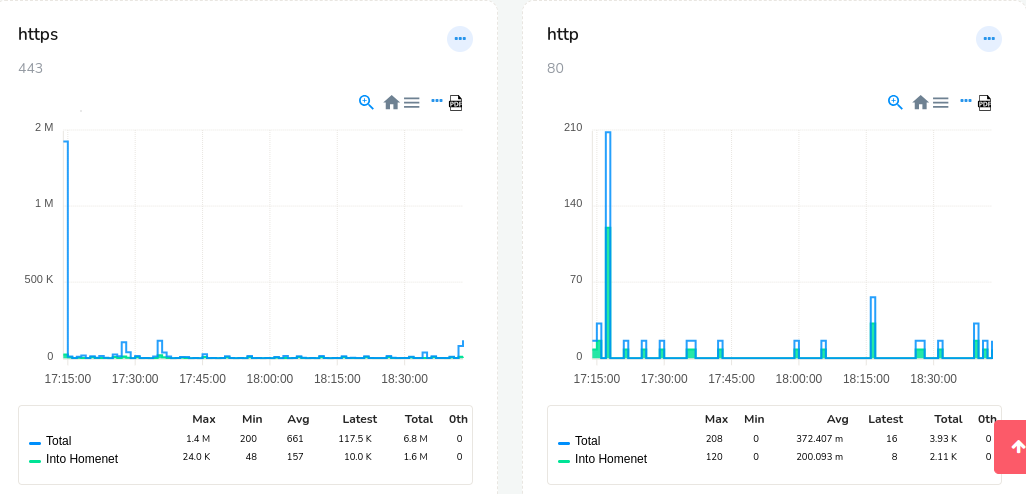 https
443
PDF
2 M
1 M
500 K
0
17:15:00 17:30:00 17:45:00 18:00:00 18:15:00 18:30:00
Max Min Avg Latest Total 0th
Total 1.4 M 200 661 117.5 K 6.8 M 0
Into Homenet 24.0 K 48 157 10.0 K 1.6 M 0
http
80
PDF
210
140
70
0
17:15:00 17:30:00 17:45:00 18:00:00 18:15:00 18:30:00
Max Min Avg Latest Total 0th
Total 208 0 372.407 m 16 3.93 K 0
Into Homenet 120 0 200.093 m 8 2.11 K 0